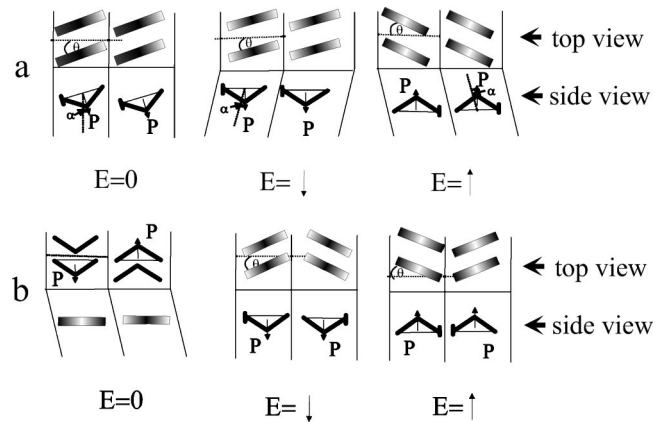 θ θ θ top view
a
α P P α P P P P α side view
E=0 E=↓ E=↑
P θ θ top view
b P
P P P P side view
E=0 E=↓ E=↑